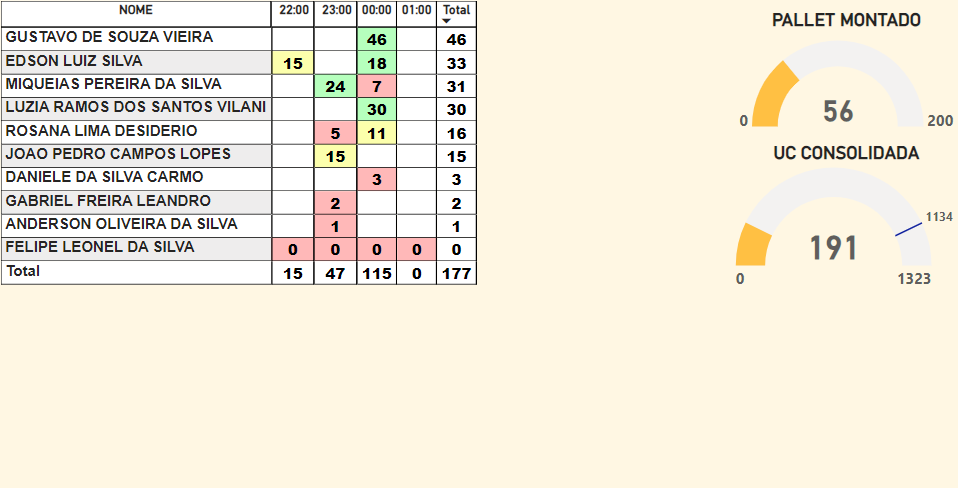 NOME 22:00 23:00 00:00 01:00 Total
GUSTAVO DE SOUZA VIEIRA 46 46
EDSON LUIZ SILVA 15 18 33
MIQUEIAS PEREIRA DA SILVA 24 7 31
LUZIA RAMOS DOS SANTOS VILANI 30 30
ROSANA LIMA DESIDERIO 5 11 16
JOAO PEDRO CAMPOS LOPES 15 15
DANIELE DA SILVA CARMO 3 3
GABRIEL FREIRA LEANDRO 2 2
ANDERSON OLIVEIRA DA SILVA 1 1
FELIPE LEONEL DA SILVA 0 0 0 0 0
Total 15 47 115 0 177
PALLET MONTADO
56
0 200
UC CONSOLIDADA
1134
191
0 1323